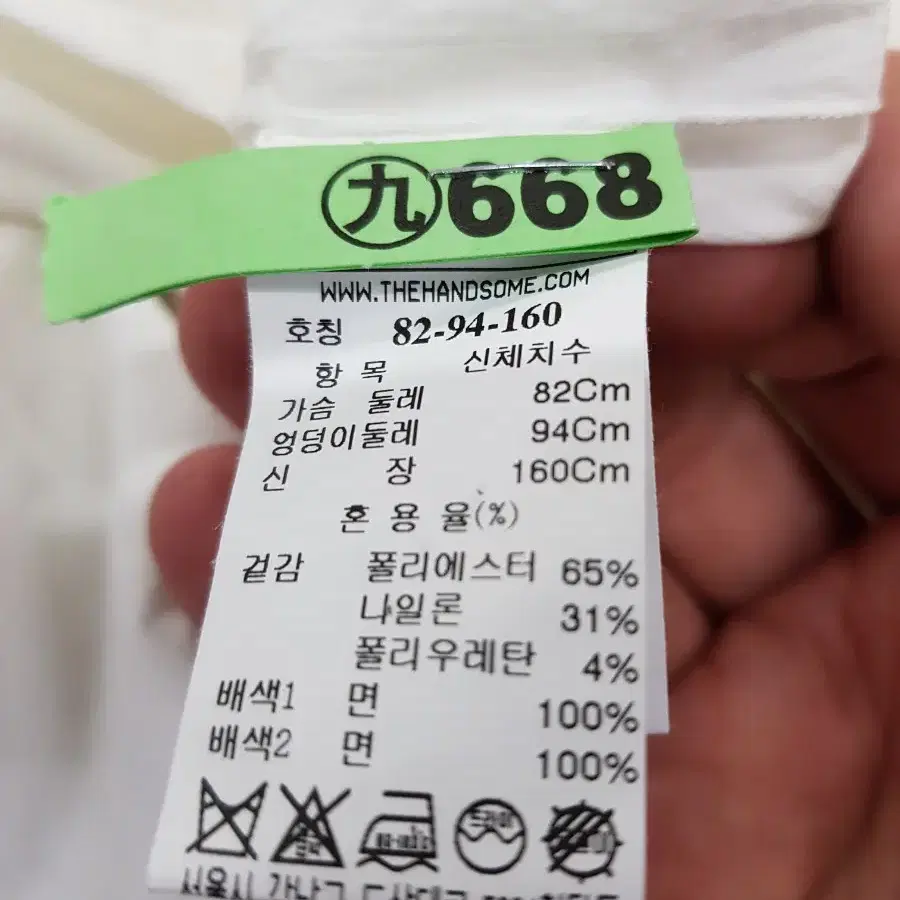 九668
WWW.THEHANDSOME.COM
호칭 82-94-160
항 목 신체치수
가슴 둘레 82Cm
엉덩이둘레 94Cm
신 장 160Cm
혼 용 율(%)
겉감 폴리에스터 65%
나일론 31%
폴리우레탄 4%
배색1 면 100%
배색2 면 100%
드라이